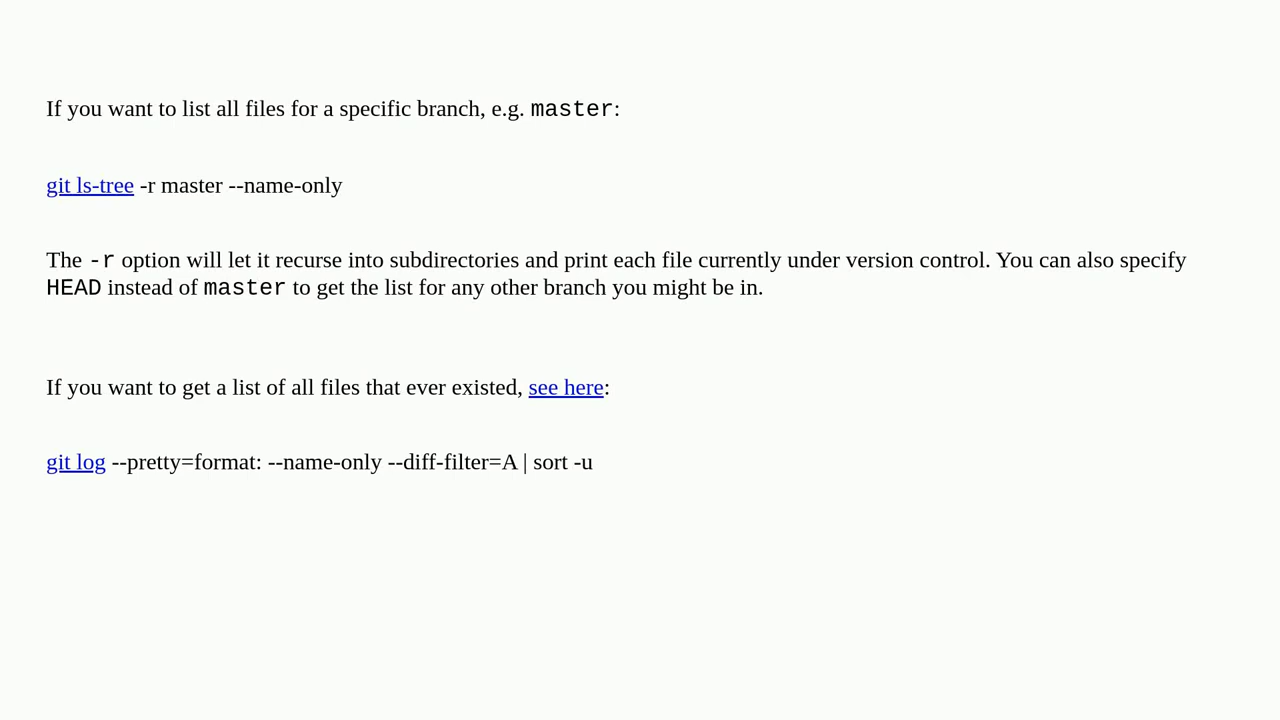 If you want to list all files for a specific branch, e.g. master:
git ls-tree -r master --name-only
The -r option will let it recurse into subdirectories and print each file currently under version control. You can also specify
HEAD instead of master to get the list for any other branch you might be in.
If you want to get a list of all files that ever existed, see here:
git log --pretty=format: --name-only --diff-filter=A | sort -u